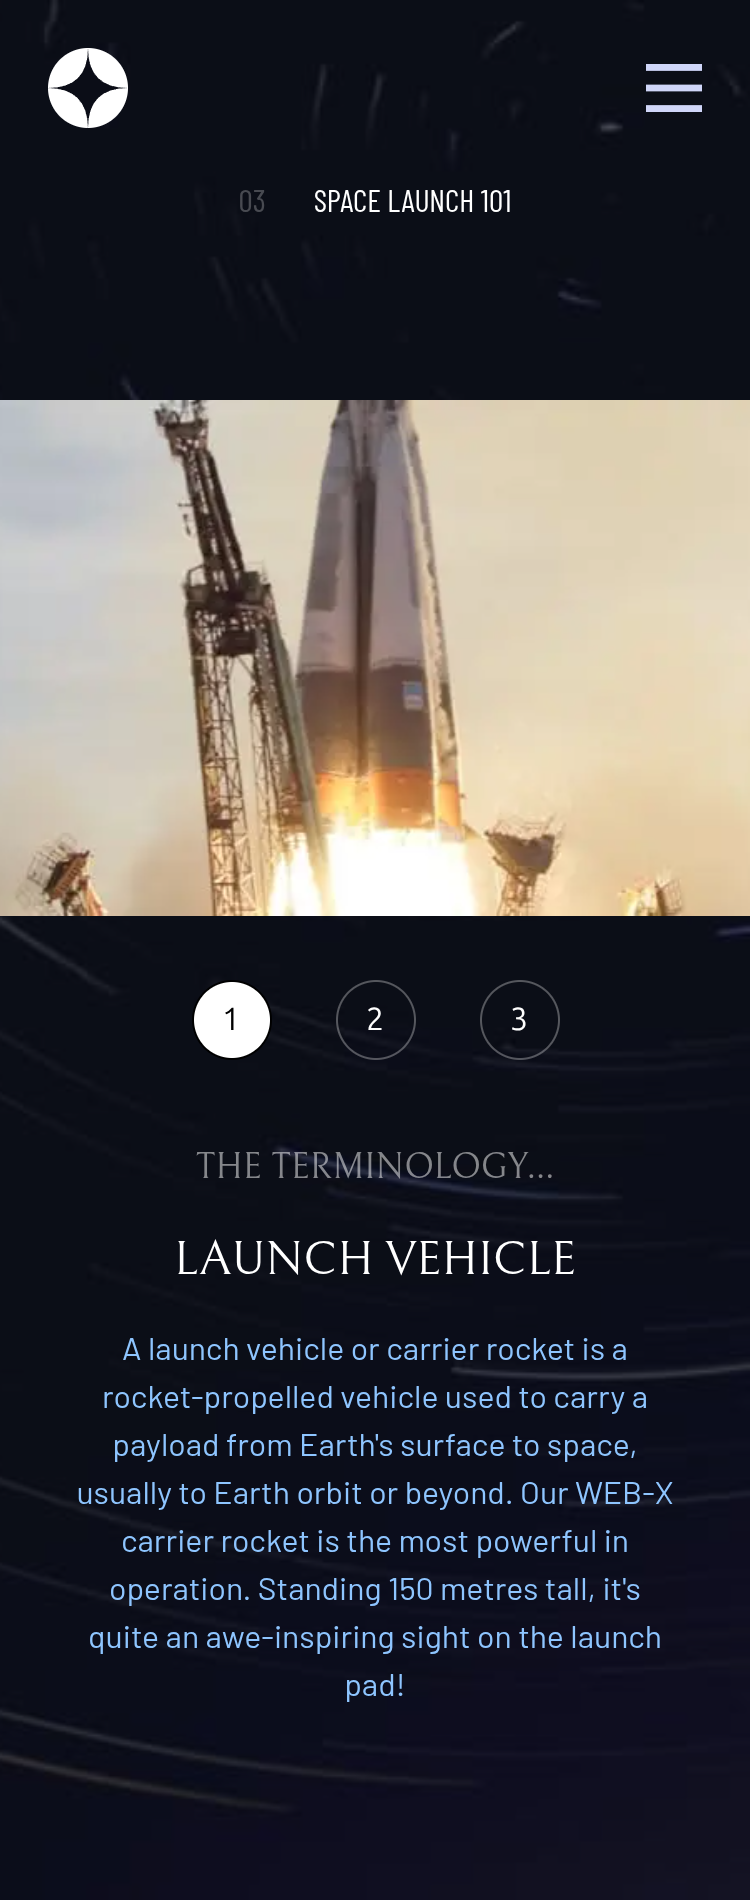 03 SPACE LAUNCH 101
1 2 3
THE TERMINOLOGY...
LAUNCH VEHICLE
A launch vehicle or carrier rocket is a
rocket-propelled vehicle used to carry a
payload from Earth's surface to space,
usually to Earth orbit or beyond. Our WEB-X
carrier rocket is the most powerful in
operation. Standing 150 metres tall, it's
quite an awe-inspiring sight on the launch
pad!